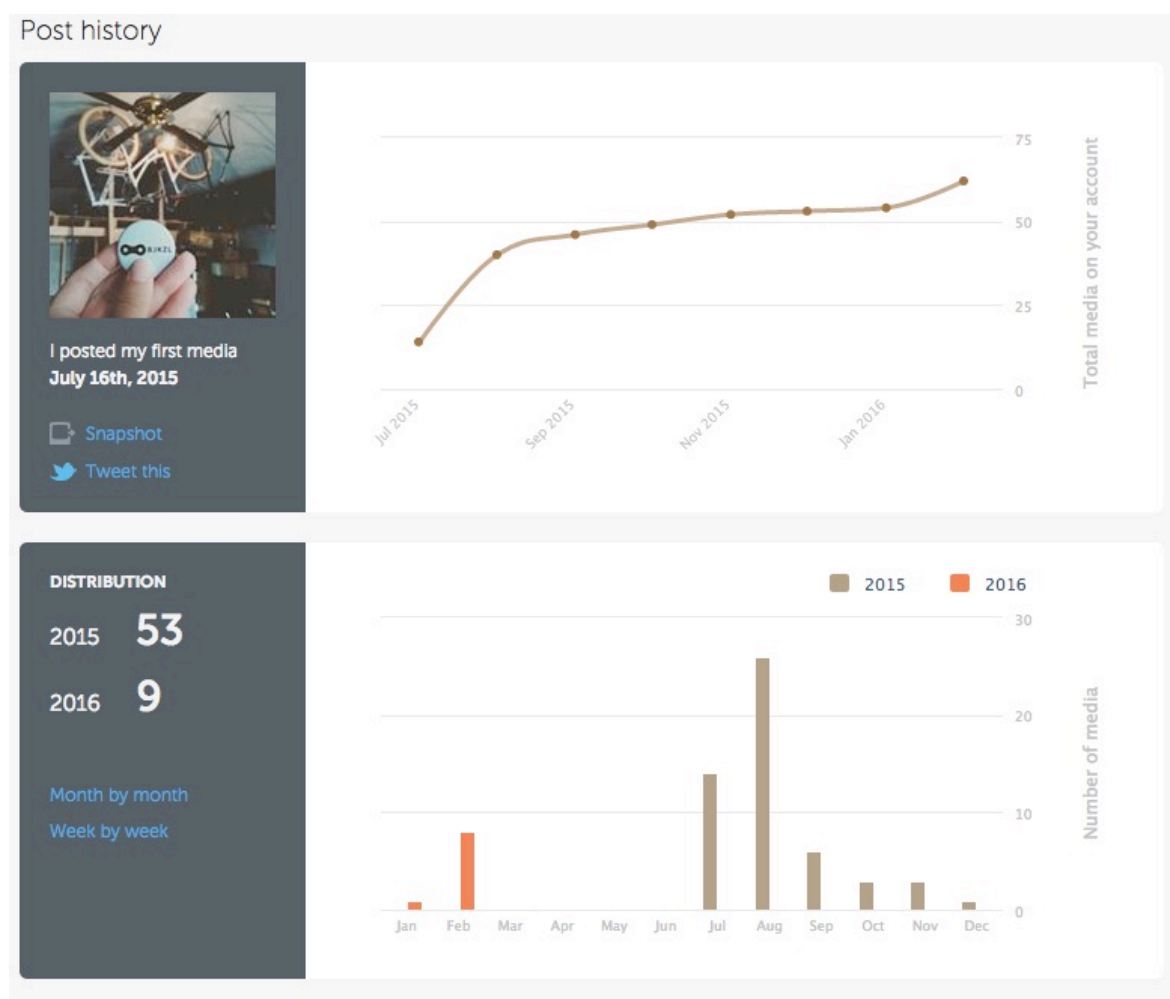 Post history
BJKZL
I posted my first media
July 16th, 2015
Snapshot
Tweet this
75
50
25
0
Total media on your account
Jul 2015
Sep 2015
Nov 2015
Jan 2016
DISTRIBUTION
2015 53
2016 9
Month by month
Week by week
2015 2016
30
20
10
0
Number of media
Jan Feb Mar Apr May Jun Jul Aug Sep Oct Nov Dec